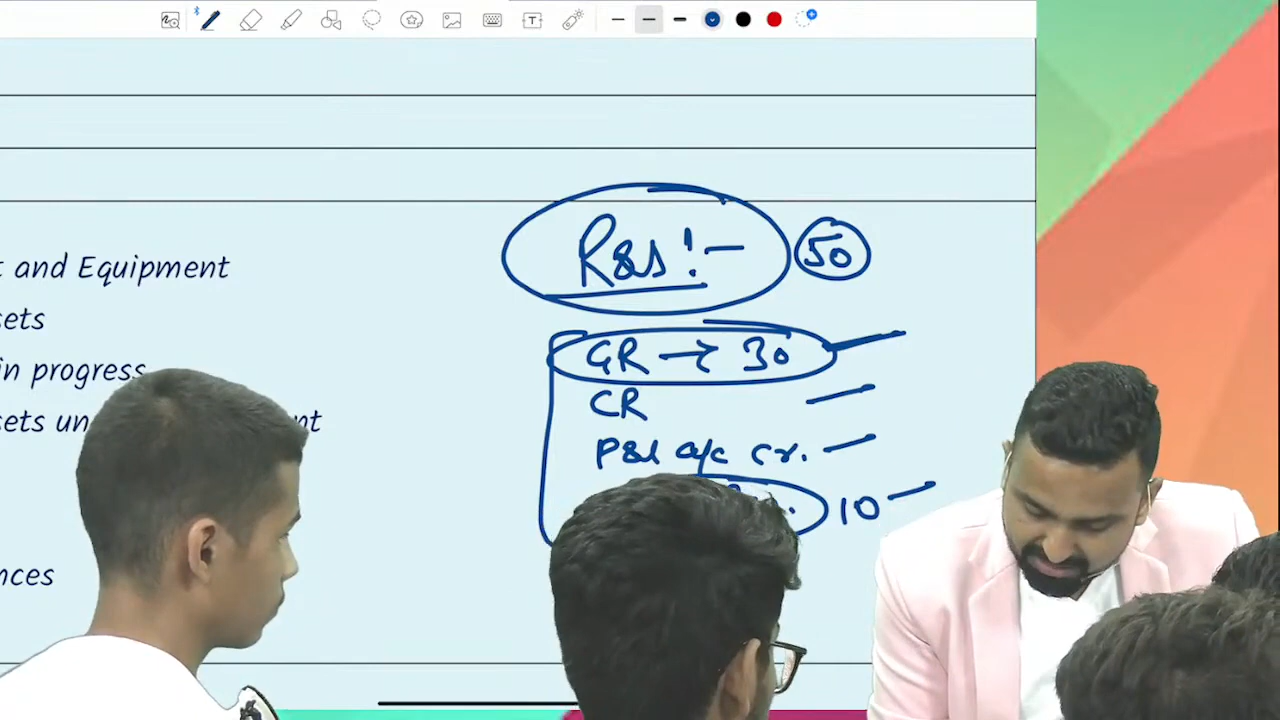 T
R&S :- 50
t and Equipment
sets
GR → 30
in progress
CR
sets un
nt
P&L a/c cr.
10
nces